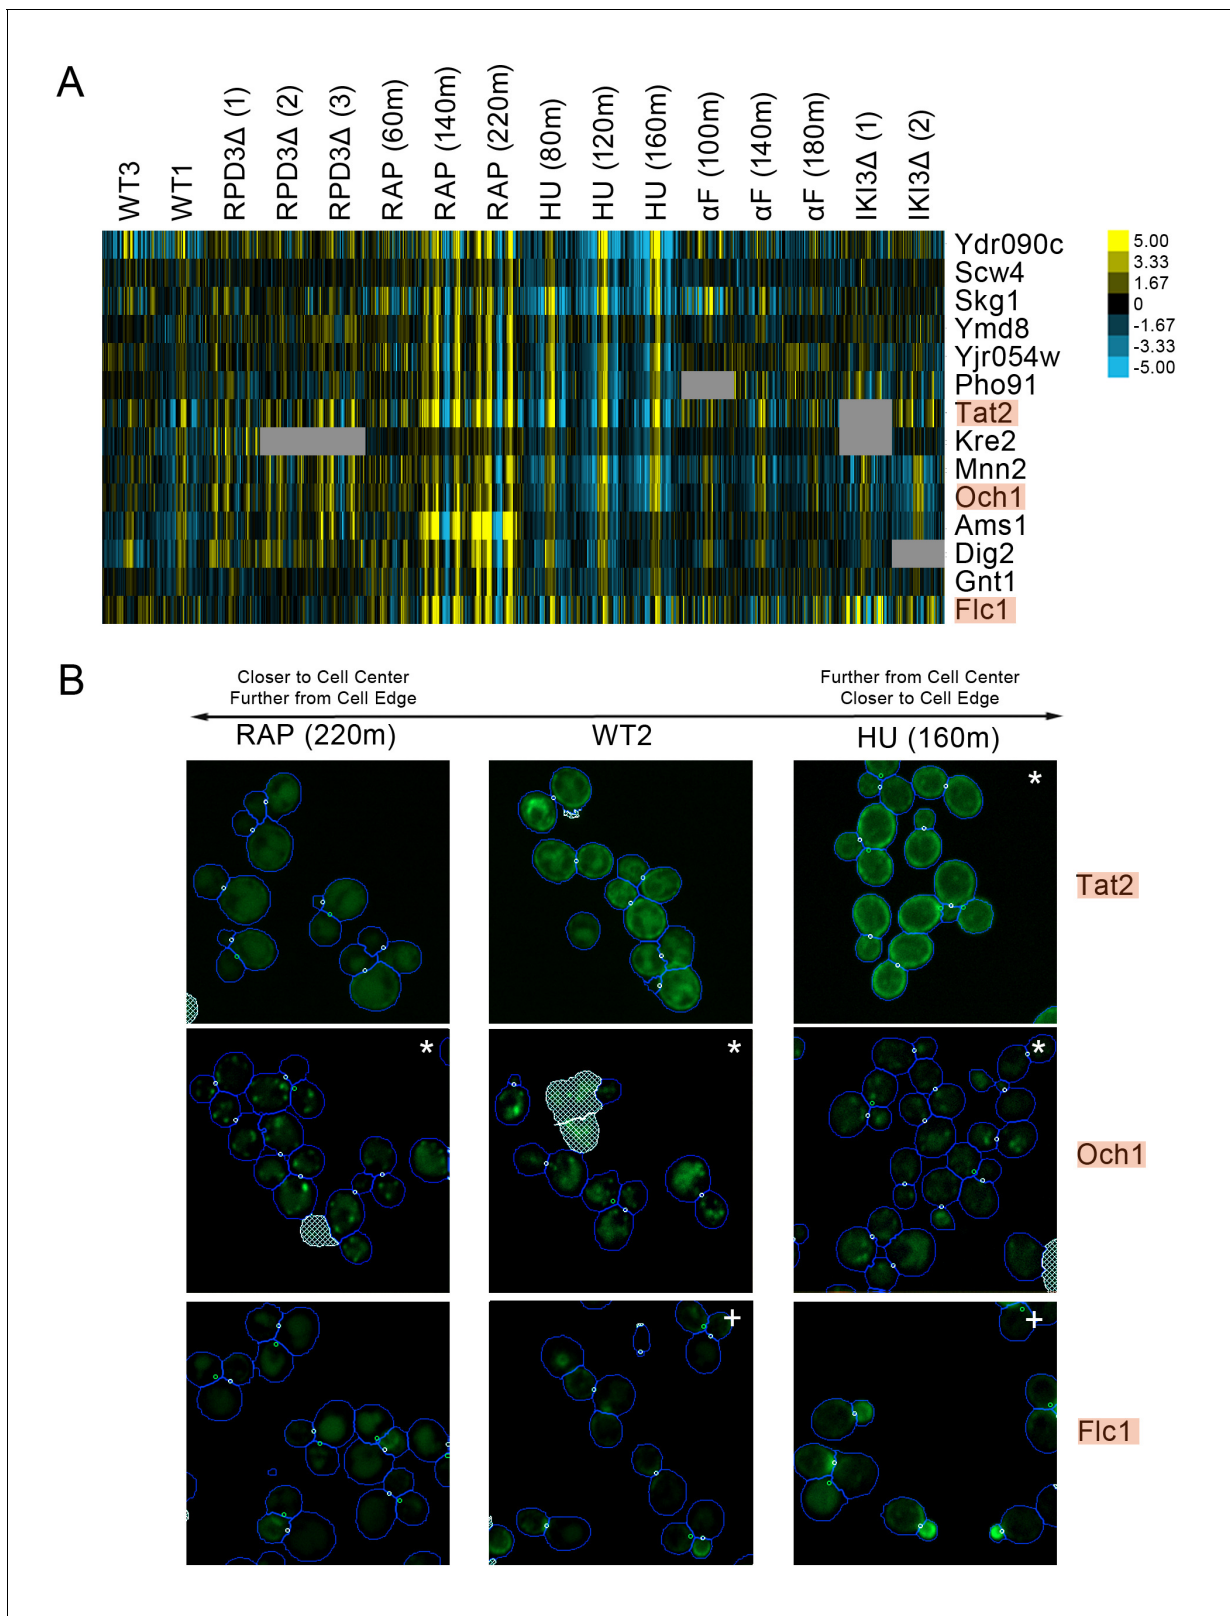 A
WT3
WT1
RPD3Δ (1)
RPD3Δ (2)
RPD3Δ (3)
RAP (60m)
RAP (140m)
RAP (220m)
HU (80m)
HU (120m)
HU (160m)
αF (100m)
αF (140m)
αF (180m)
IKI3Δ (1)
IKI3Δ (2)
Ydr090c
Scw4
Skg1
Ymd8
Yjr054w
Pho91
Tat2
Kre2
Mnn2
Och1
Ams1
Dig2
Gnt1
Flc1
5.00
3.33
1.67
0
-1.67
-3.33
-5.00
B
Closer to Cell Center
Further from Cell Edge
Further from Cell Center
Closer to Cell Edge
RAP (220m)
WT2
HU (160m)
*
Tat2
*
*
*
Och1
+
+
Flc1